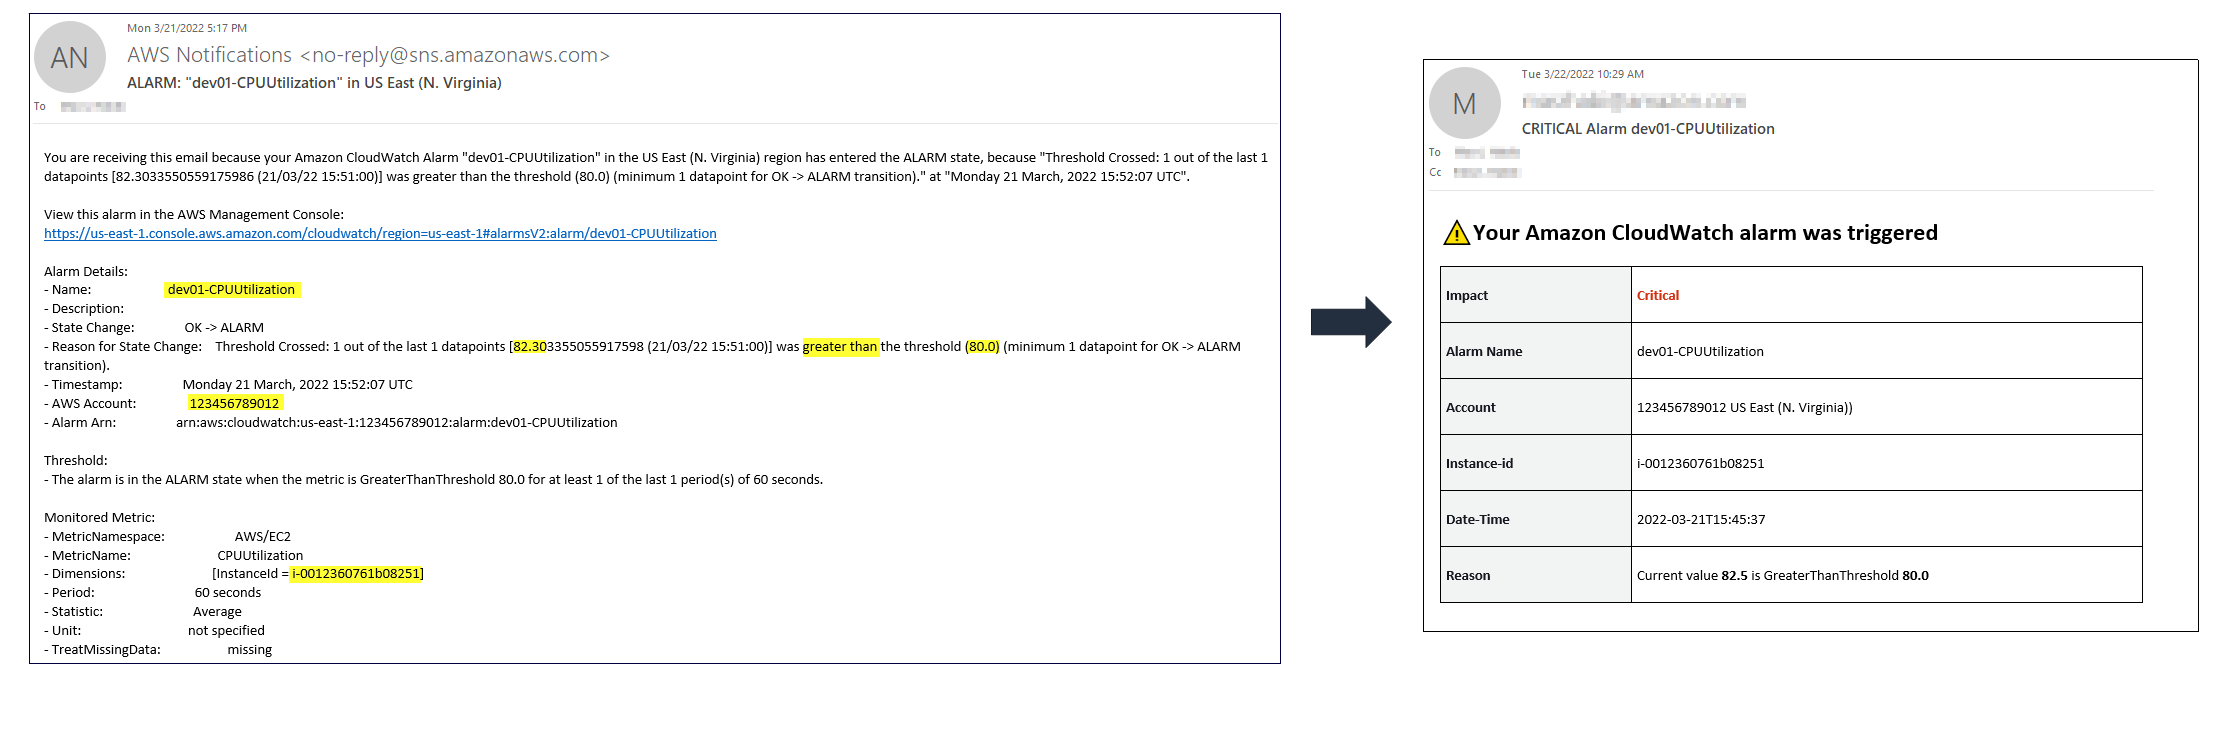 Mon 3/21/2022 5:17 PM
AN
AWS Notifications <no-reply@sns.amazonaws.com>
ALARM: "dev01-CPUUtilization" in US East (N. Virginia)
To
You are receiving this email because your Amazon CloudWatch Alarm "dev01-CPUUtilization" in the US East (N. Virginia) region has entered the ALARM state, because "Threshold Crossed: 1 out of the last 1
datapoints [82.3033550559175986 (21/03/22 15:51:00)] was greater than the threshold (80.0) (minimum 1 datapoint for OK -> ALARM transition)." at "Monday 21 March, 2022 15:52:07 UTC".
View this alarm in the AWS Management Console:
https://us-east-1.console.aws.amazon.com/cloudwatch/region=us-east-1#alarmsV2:alarm/dev01-CPUUtilization
Alarm Details:
- Name: dev01-CPUUtilization
- Description:
- State Change: OK -> ALARM
- Reason for State Change: Threshold Crossed: 1 out of the last 1 datapoints [82.303355055917598 (21/03/22 15:51:00)] was greater than the threshold (80.0) (minimum 1 datapoint for OK -> ALARM
transition).
- Timestamp: Monday 21 March, 2022 15:52:07 UTC
- AWS Account: 123456789012
- Alarm Arn: arn:aws:cloudwatch:us-east-1:123456789012:alarm:dev01-CPUUtilization
Threshold:
- The alarm is in the ALARM state when the metric is GreaterThanThreshold 80.0 for at least 1 of the last 1 period(s) of 60 seconds.
Monitored Metric:
- MetricNamespace: AWS/EC2
- MetricName: CPUUtilization
- Dimensions: [InstanceId = i-0012360761b08251]
- Period: 60 seconds
- Statistic: Average
- Unit: not specified
- TreatMissingData: missing
Tue 3/22/2022 10:29 AM
M
CRITICAL Alarm dev01-CPUUtilization
To
Cc
Your Amazon CloudWatch alarm was triggered
Impact Critical
Alarm Name dev01-CPUUtilization
Account 123456789012 US East (N. Virginia))
Instance-id i-0012360761b08251
Date-Time 2022-03-21T15:45:37
Reason Current value 82.5 is GreaterThanThreshold 80.0